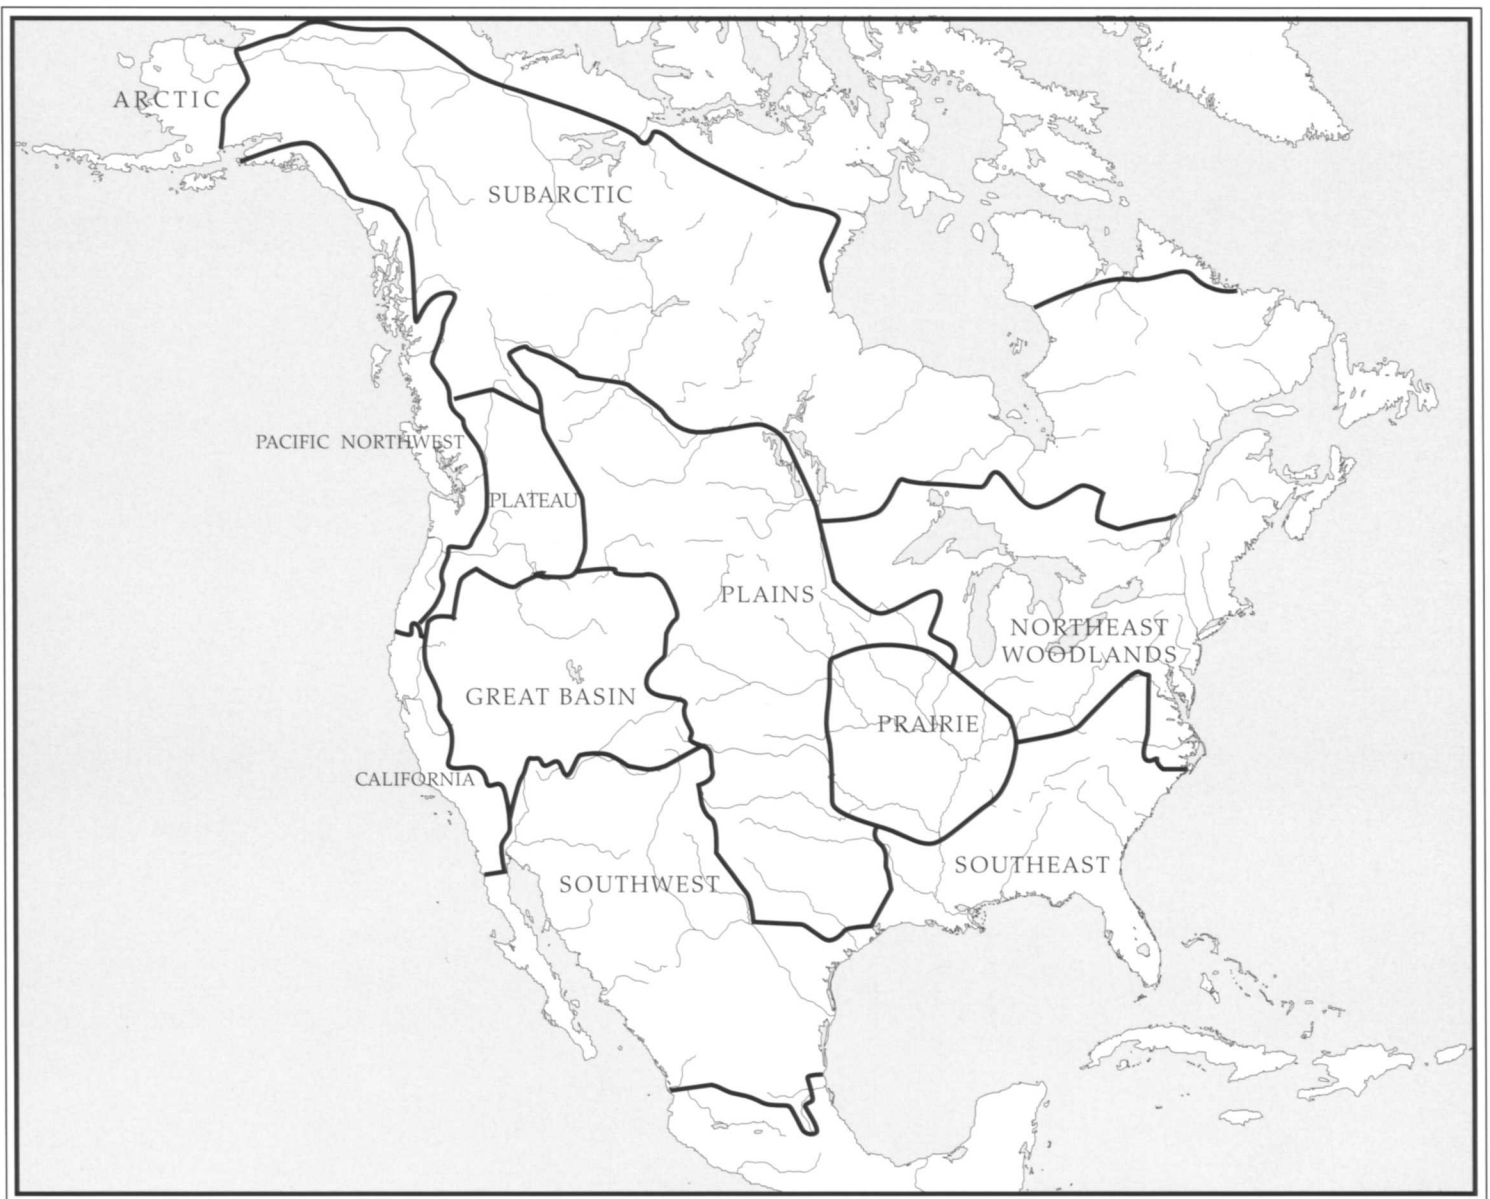 ARCTIC
SUBARCTIC
PACIFIC NORTHWEST
PLATEAU
PLAINS
NORTHEAST
WOODLANDS
GREAT BASIN
PRAIRIE
CALIFORNIA
SOUTHEAST
SOUTHWEST